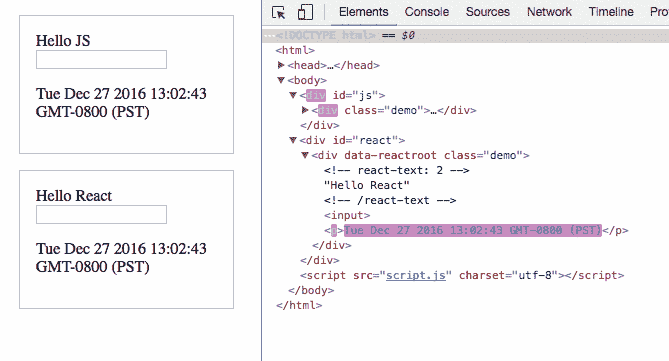 Hello JS
Tue Dec 27 2016 13:02:43
GMT-0800 (PST)
Hello React
Tue Dec 27 2016 13:02:43
GMT-0800 (PST)
Elements Console Sources Network Timeline Pro
<!DOCTYPE html> == $0
<html>
<head>…</head>
<body>
<div id="js">
<div class="demo">…</div>
</div>
<div id="react">
<div data-reactroot class="demo">
<!-- react-text: 2 -->
"Hello React"
<!-- /react-text -->
<input>
<p>Tue Dec 27 2016 13:02:43 GMT-0800 (PST)</p>
</div>
</div>
<script src="script.js" charset="utf-8"></script>
</body>
</html>